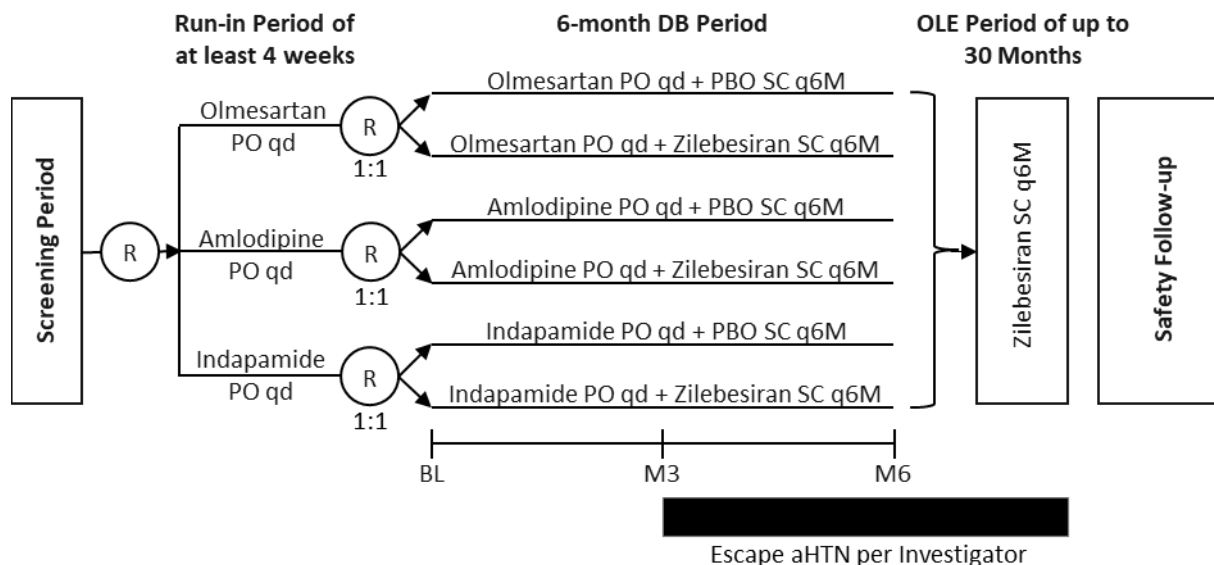 Run-in Period of
at least 4 weeks
6-month DB Period
OLE Period of up to
30 Months
Screening Period
R
Olmesartan
PO qd
R
1:1
Olmesartan PO qd + PBO SC q6M
Olmesartan PO qd + Zilebesiran SC q6M
Amlodipine
PO qd
R
1:1
Amlodipine PO qd + PBO SC q6M
Amlodipine PO qd + Zilebesiran SC q6M
Indapamide
PO qd
R
1:1
Indapamide PO qd + PBO SC q6M
Indapamide PO qd + Zilebesiran SC q6M
Zilebesiran SC q6M
Safety Follow-up
BL
M3
M6
Escape aHTN per Investigator